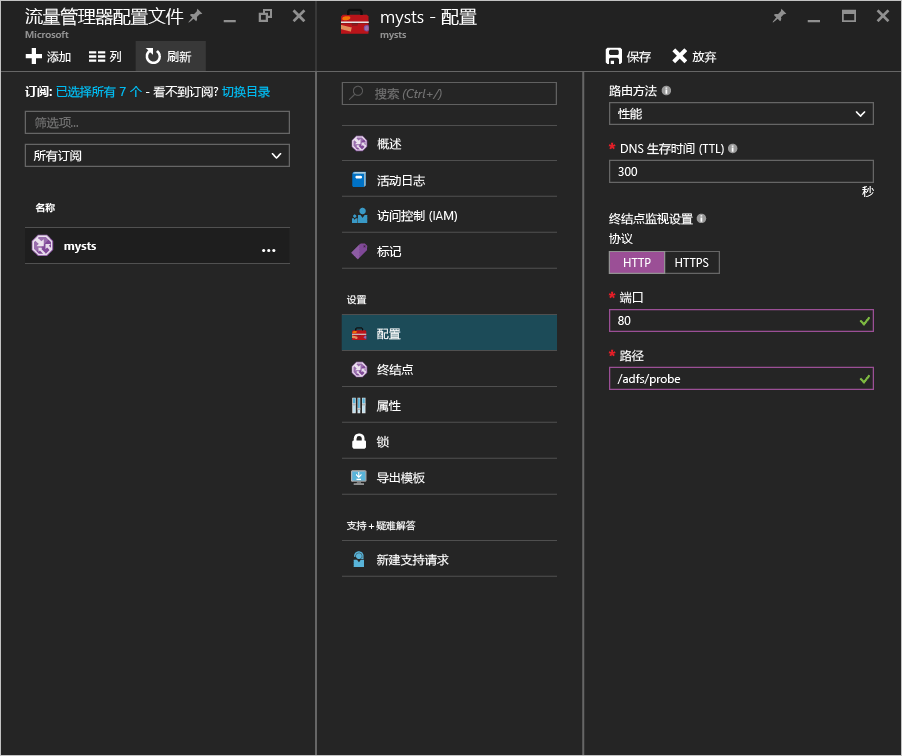 流量管理器配置文件
Microsoft
添加 列 刷新
订阅: 已选择所有 7 个 - 看不到订阅? 切换目录
筛选项...
所有订阅
名称
mysts ...
mysts - 配置
mysts
搜索 (Ctrl+/)
概述
活动日志
访问控制 (IAM)
标记
设置
配置
终结点
属性
锁
导出模板
支持 + 疑难解答
新建支持请求
保存 放弃
路由方法
性能
* DNS 生存时间 (TTL)
300
秒
终结点监视设置
协议
HTTP HTTPS
* 端口
80
* 路径
/adfs/probe